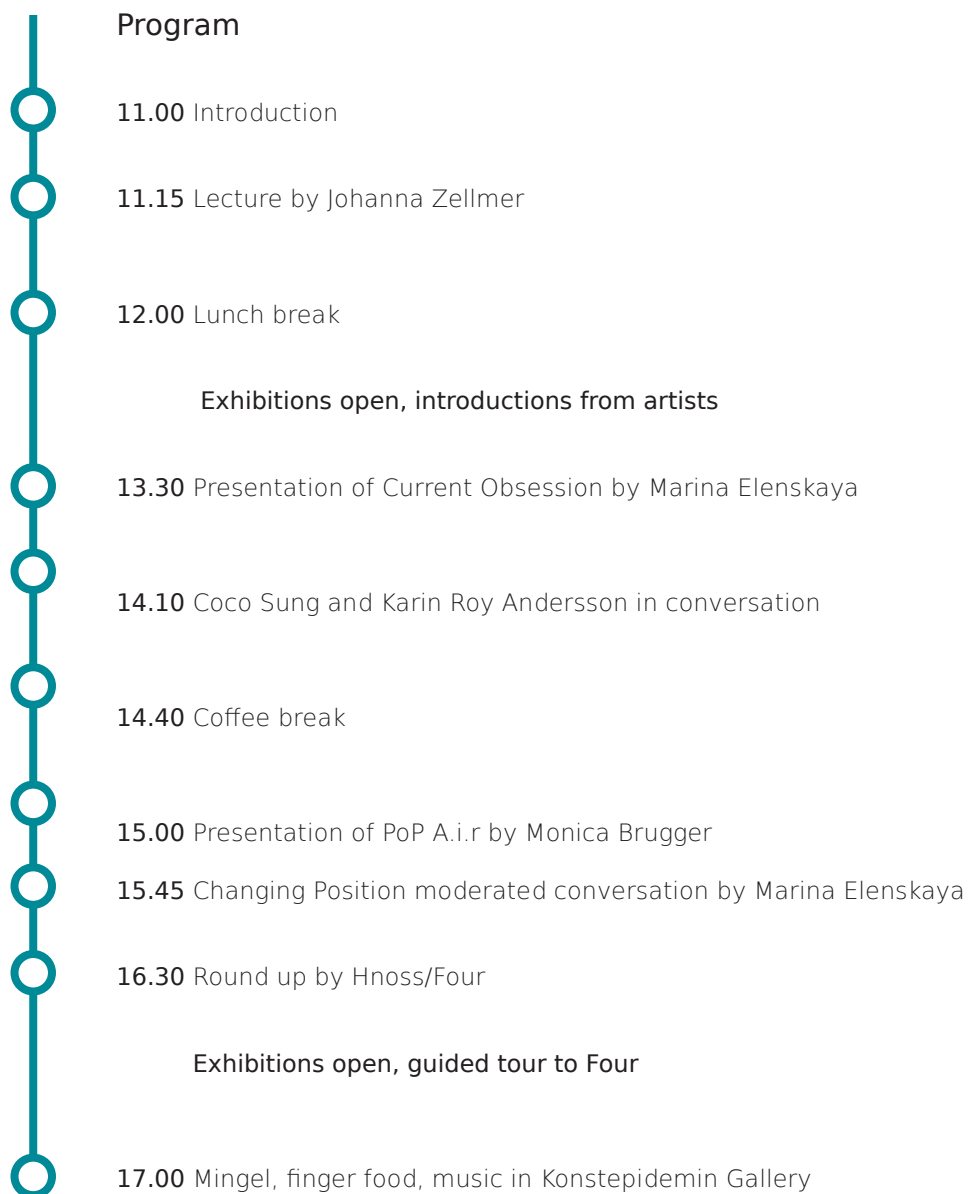 Program
11.00 Introduction
11.15 Lecture by Johanna Zellmer
12.00 Lunch break
Exhibitions open, introductions from artists
13.30 Presentation of Current Obsession by Marina Elenskaya
14.10 Coco Sung and Karin Roy Andersson in conversation
14.40 Coffee break
15.00 Presentation of PoP A.i.r by Monica Brugger
15.45 Changing Position moderated conversation by Marina Elenskaya
16.30 Round up by Hnoss/Four
Exhibitions open, guided tour to Four
17.00 Mingel, finger food, music in Konstepidemin Gallery